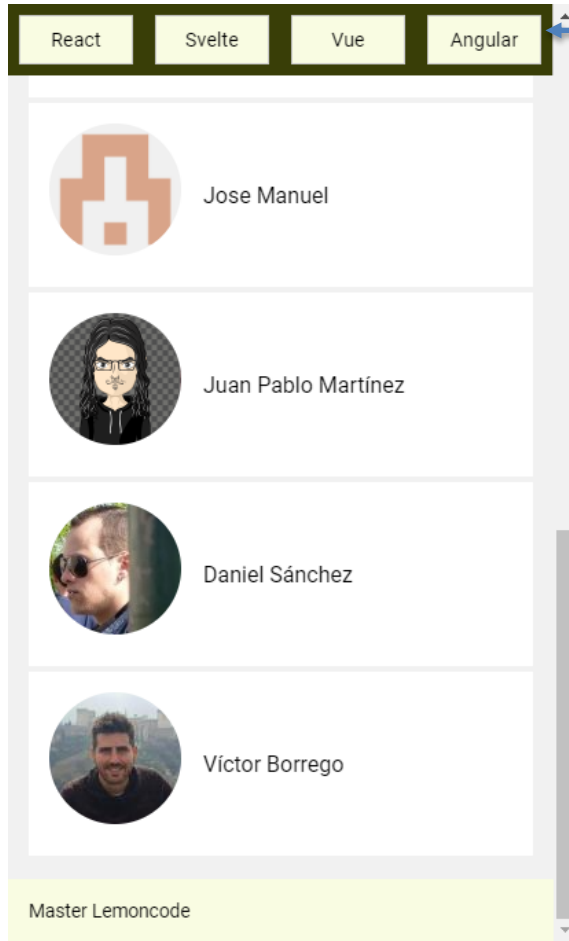 React
Svelte
Vue
Angular
Jose Manuel
Juan Pablo Martínez
Daniel Sánchez
Víctor Borrego
Master Lemoncode